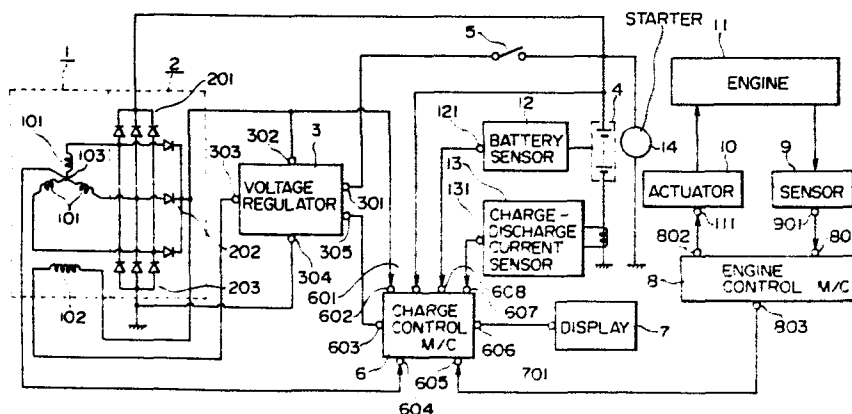 STARTER
1
2
201
5
11
ENGINE
12
4
121
BATTERY
SENSOR
302
3
303
VOLTAGE
REGULATOR
301
305
304
101
103
101
13
131
CHARGE-
DISCHARGE
CURRENT
SENSOR
14
10
ACTUATOR
111
9
SENSOR
901
802
80
202
203
102
601
602
603
608
607
CHARGE
CONTROL
M/C
606
DISPLAY
7
8
ENGINE
CONTROL M/C
803
6
605
604
701